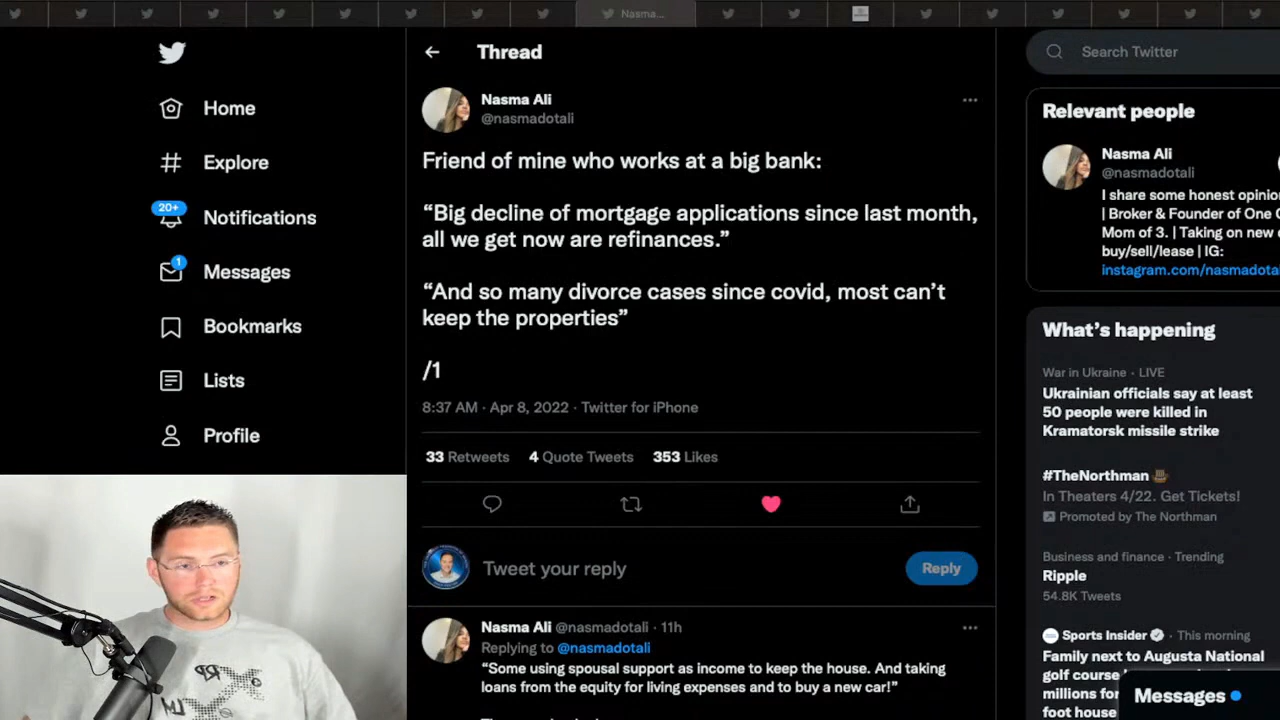 Nasma...
Home
Explore
20+
Notifications
1
Messages
Bookmarks
Lists
Profile
Thread
Nasma Ali
@nasmadotali
Friend of mine who works at a big bank:
“Big decline of mortgage applications since last month,
all we get now are refinances.”
“And so many divorce cases since covid, most can’t
keep the properties”
/1
8:37 AM · Apr 8, 2022 · Twitter for iPhone
33 Retweets 4 Quote Tweets 353 Likes
Tweet your reply
Reply
Nasma Ali @nasmadotali · 11h
Replying to @nasmadotali
“Some using spousal support as income to keep the house. And taking
loans from the equity for living expenses and to buy a new car!”
Search Twitter
Relevant people
Nasma Ali
@nasmadotali
I share some honest opinio
| Broker & Founder of One
Mom of 3. | Taking on new
buy/sell/lease | IG:
instagram.com/nasmadota
What’s happening
War in Ukraine · LIVE
Ukrainian officials say at least
50 people were killed in
Kramatorsk missile strike
#TheNorthman
In Theaters 4/22. Get Tickets!
Promoted by The Northman
Business and finance · Trending
Ripple
54.8K Tweets
Sports Insider · This morning
Family next to Augusta National
golf course
millions for
foot house
Messages